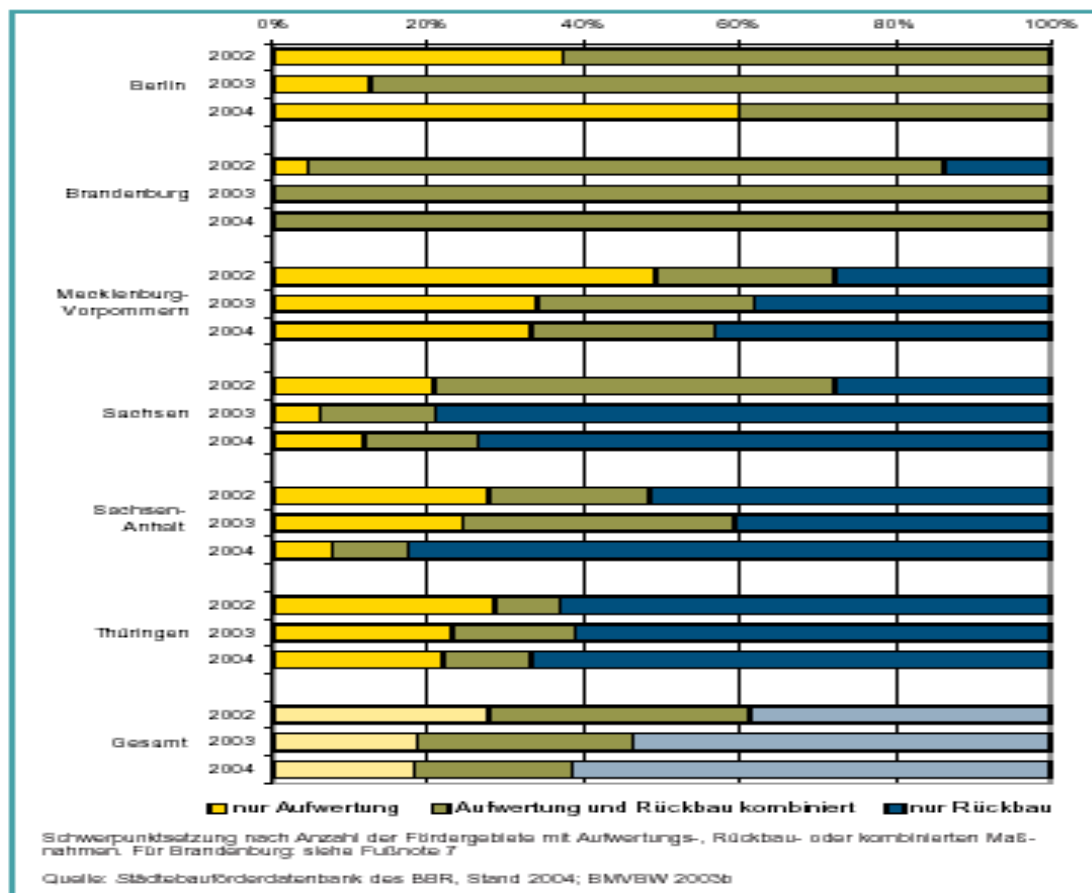 0% 20% 40% 60% 80% 100%
2002
Berlin 2003
2004
2002
Brandenburg 2003
2004
2002
Mecklenburg-
Vorpommern 2003
2004
2002
Sachsen 2003
2004
2002
Sachsen-
Anhalt 2003
2004
2002
Thüringen 2003
2004
2002
Gesamt 2003
2004
nur Aufwertung Aufwertung und Rückbau kombiniert nur Rückbau
Schwerpunktsetzung nach Anzahl der Fördergebiete mit Aufwertungs-, Rückbau- oder kombinierten Maß-
nahmen. Für Brandenburg: siehe Fußnote 7
Quelle: Städtebauförderdatenbank des BBR, Stand 2004; BMVBW 2003b